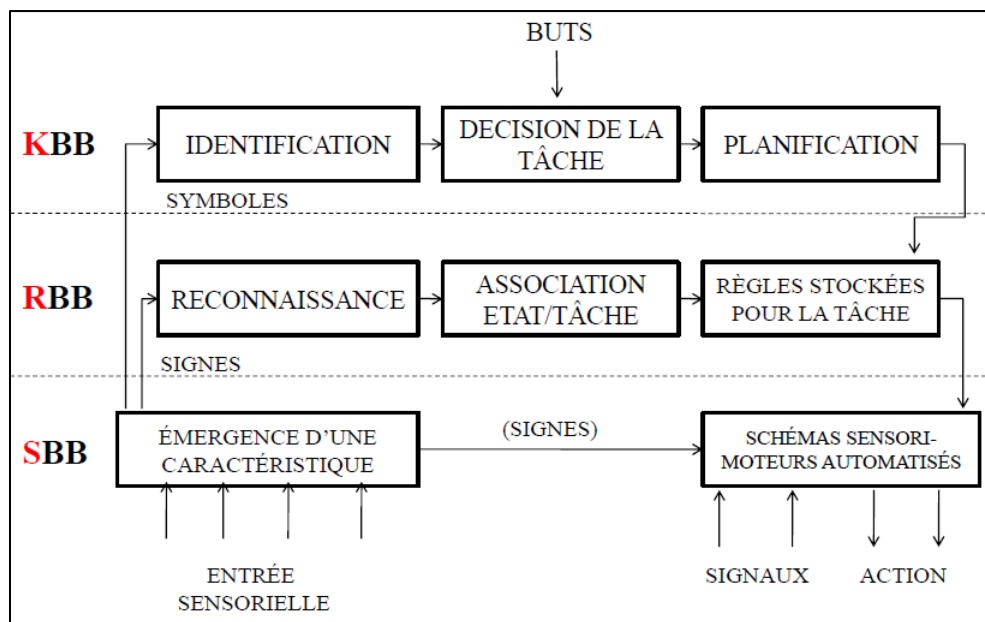 BUTS
KBB
IDENTIFICATION
DECISION DE LA
TÂCHE
PLANIFICATION
SYMBOLES
RBB
RECONNAISSANCE
ASSOCIATION
ETAT/TÂCHE
RÈGLES STOCKÉES
POUR LA TÂCHE
SIGNES
SBB
ÉMERGENCE D'UNE
CARACTÉRISTIQUE
(SIGNES)
SCHÉMAS SENSORI-
MOTEURS AUTOMATISÉS
ENTRÉE
SENSORIELLE
SIGNAUX
ACTION